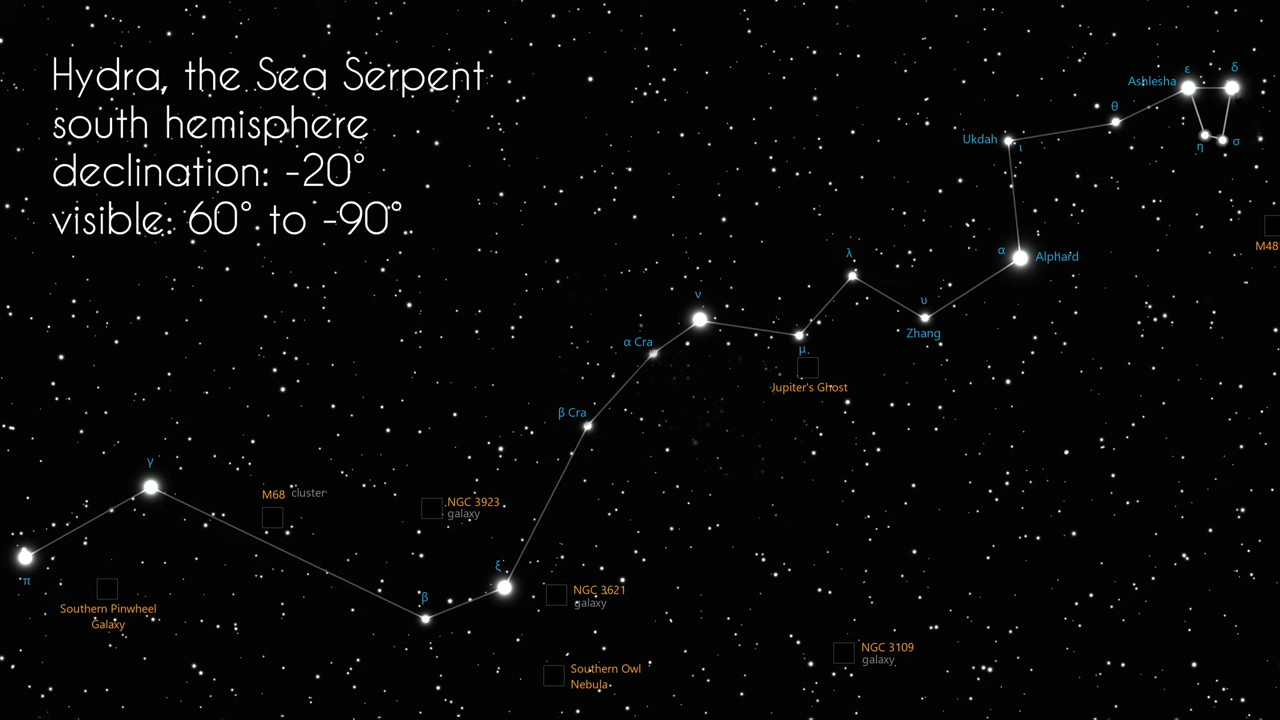 Hydra, the Sea Serpent
south hemisphere
declination: -20°
visible: 60° to -90°
δ
ε
Ashlesha
θ
Ukdah
ι
η
σ
M48
α
Alphard
λ
υ
Zhang
ν
μ
Jupiter's Ghost
α Cra
β Cra
γ
M68 cluster
NGC 3923
galaxy
ξ
β
π
NGC 3621
galaxy
Southern Pinwheel
Galaxy
NGC 3109
galaxy
Southern Owl
Nebula